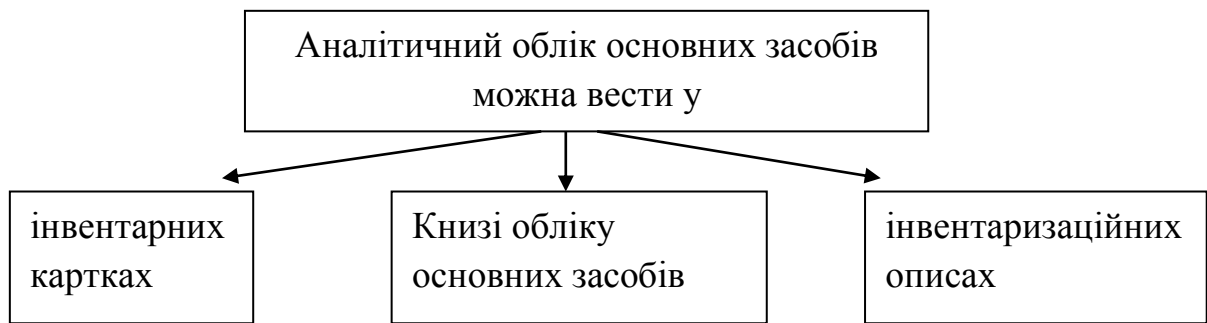 Аналітичний облік основних засобів
можна вести у
інвентарних
картках
Книзі обліку
основних засобів
інвентаризаційних
описах